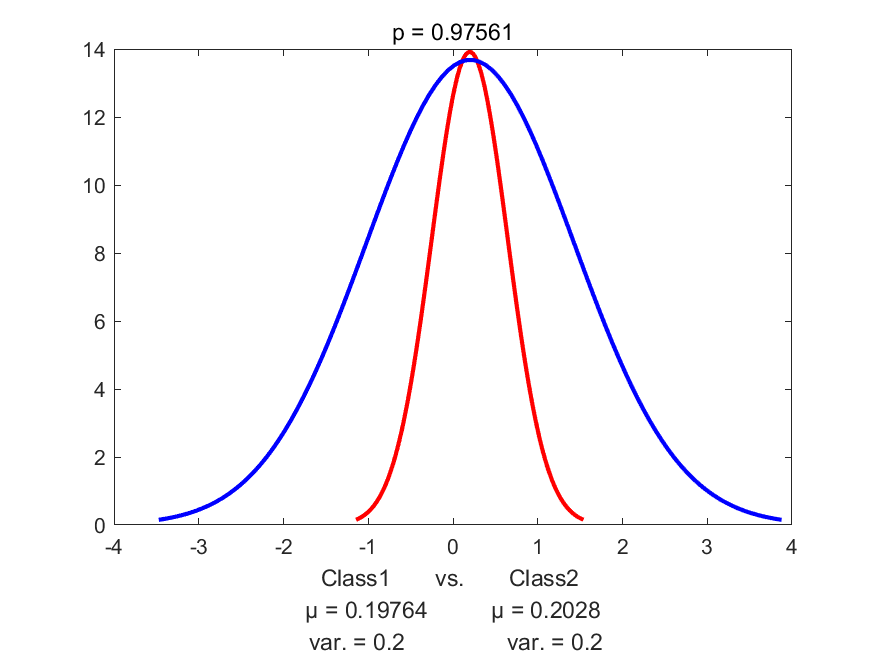 p = 0.97561
14
12
10
8
6
4
2
0
-4 -3 -2 -1 0 1 2 3 4
Class1 vs. Class2
μ = 0.19764 μ = 0.2028
var. = 0.2 var. = 0.2